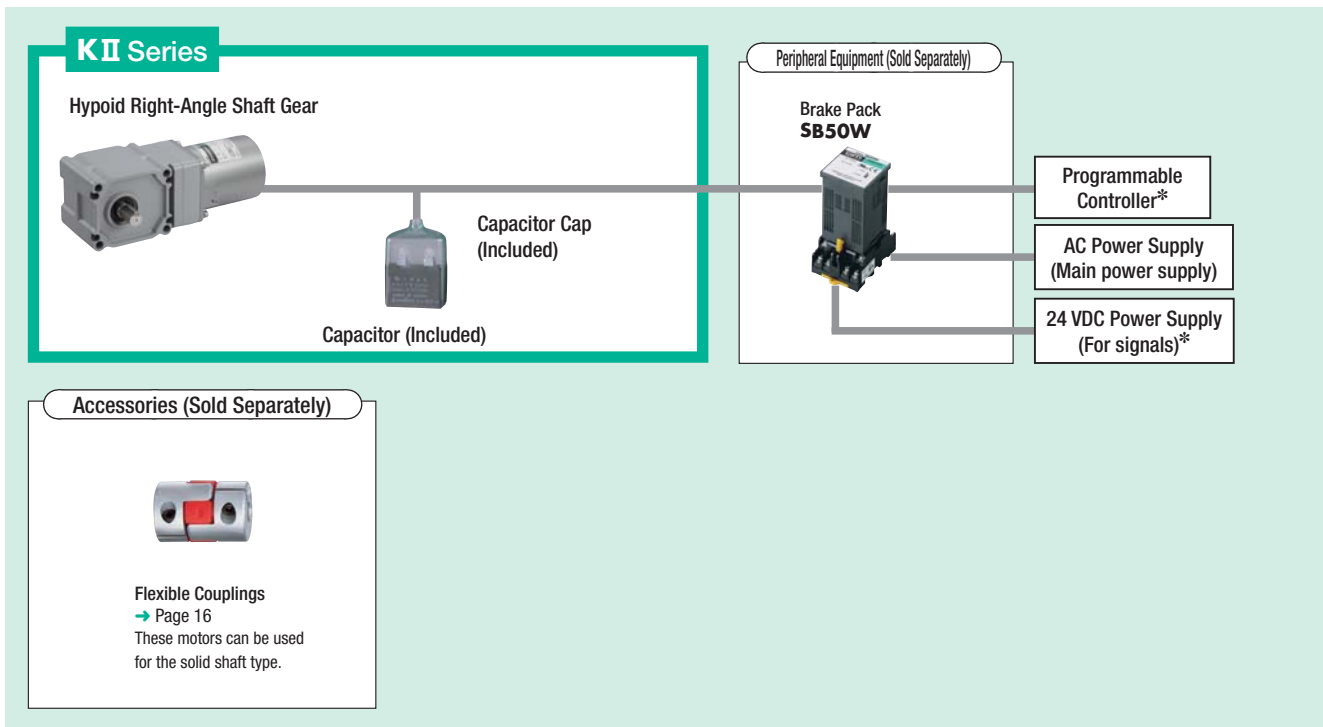 KII Series
Hypoid Right-Angle Shaft Gear
Capacitor Cap
(Included)
Capacitor (Included)
Peripheral Equipment (Sold Separately)
Brake Pack
SB50W
Programmable
Controller*
AC Power Supply
(Main power supply)
24 VDC Power Supply
(For signals)*
Accessories (Sold Separately)
Flexible Couplings
→ Page 16
These motors can be used
for the solid shaft type.